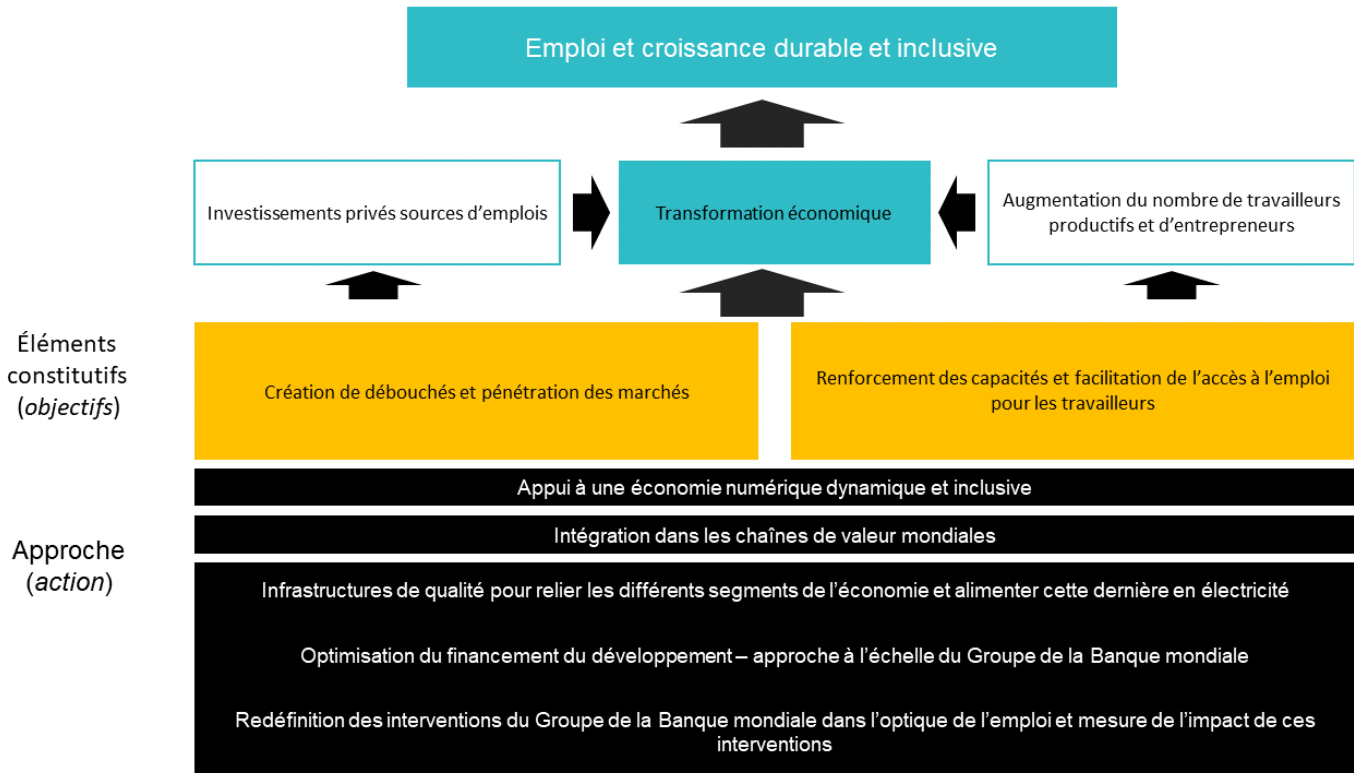 Emploi et croissance durable et inclusive
Investissements privés sources d’emplois
Transformation économique
Augmentation du nombre de travailleurs
productifs et d’entrepreneurs
Éléments
constitutifs
(objectifs)
Création de débouchés et pénétration des marchés
Renforcement des capacités et facilitation de l’accès à l’emploi
pour les travailleurs
Approche
(action)
Appui à une économie numérique dynamique et inclusive
Intégration dans les chaînes de valeur mondiales
Infrastructures de qualité pour relier les différents segments de l’économie et alimenter cette dernière en électricité
Optimisation du financement du développement – approche à l’échelle du Groupe de la Banque mondiale
Redéfinition des interventions du Groupe de la Banque mondiale dans l’optique de l’emploi et mesure de l’impact de ces
interventions